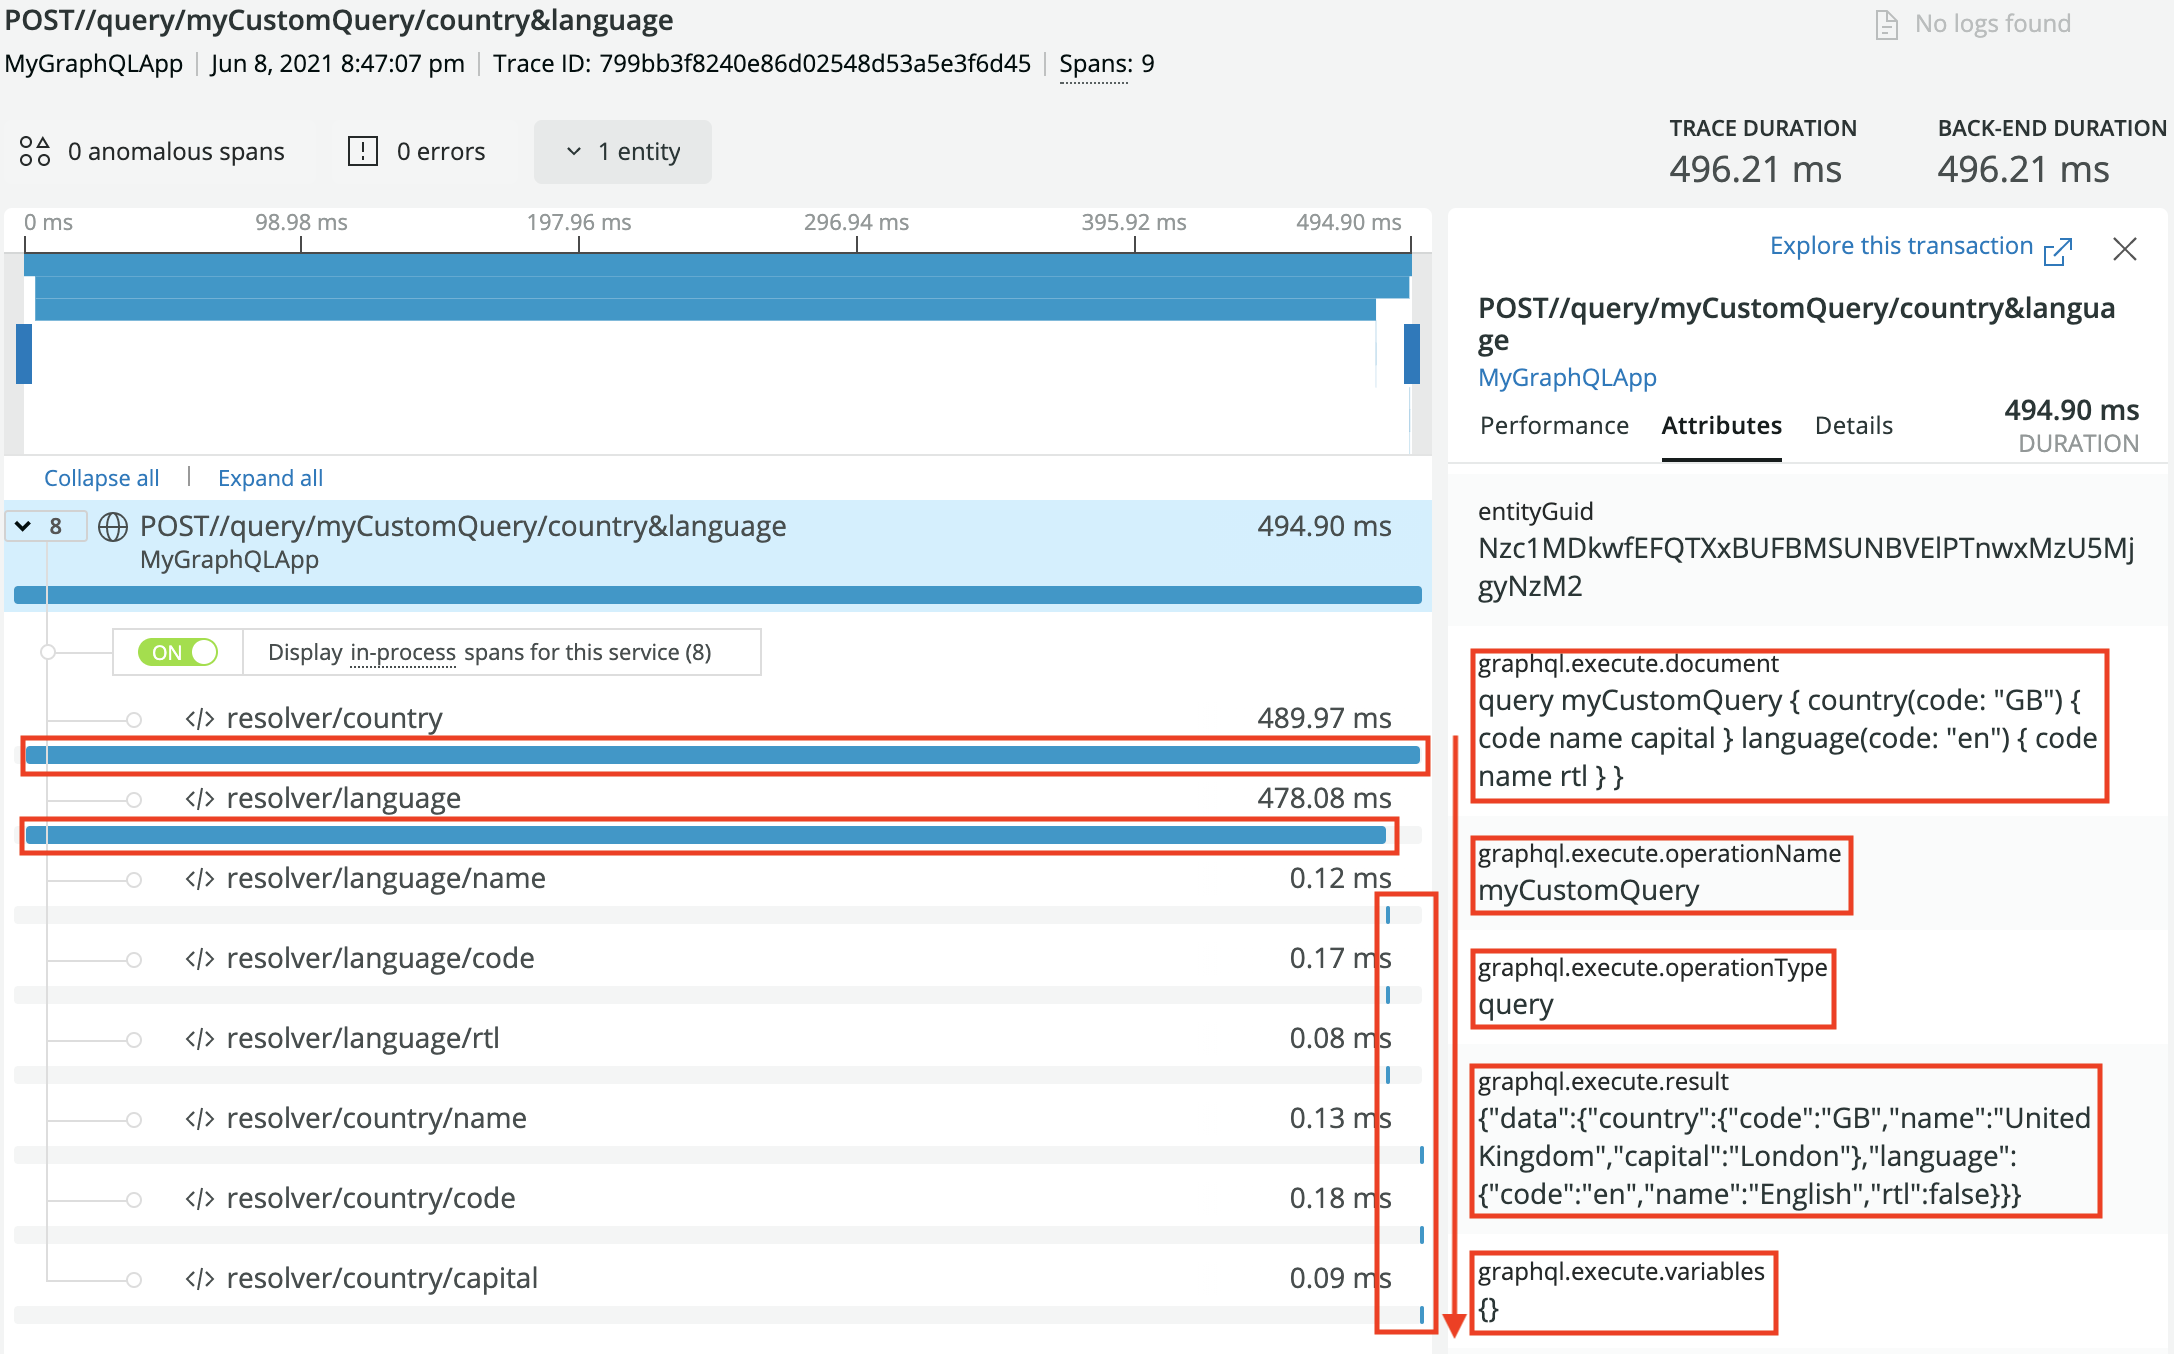 POST//query/myCustomQuery/country&language
No logs found
MyGraphQLApp Jun 8, 2021 8:47:07 pm Trace ID: 799bb3f8240e86d02548d53a5e3f6d45 Spans: 9
0 anomalous spans 0 errors 1 entity
TRACE DURATION
496.21 ms
BACK-END DURATION
496.21 ms
0 ms 98.98 ms 197.96 ms 296.94 ms 395.92 ms 494.90 ms
Collapse all Expand all
8 POST//query/myCustomQuery/country&language 494.90 ms
MyGraphQLApp
ON Display in-process spans for this service (8)
</> resolver/country 489.97 ms
</> resolver/language 478.08 ms
</> resolver/language/name 0.12 ms
</> resolver/language/code 0.17 ms
</> resolver/language/rtl 0.08 ms
</> resolver/country/name 0.13 ms
</> resolver/country/code 0.18 ms
</> resolver/country/capital 0.09 ms
Explore this transaction
POST//query/myCustomQuery/country&langua
ge
MyGraphQLApp
Performance Attributes Details
494.90 ms
DURATION
entityGuid
Nzc1MDkwfEFQTXxBUFBMSUNBVElPTnwxMzU5Mj
gyNzM2
graphql.execute.document
query myCustomQuery { country(code: "GB") {
code name capital } language(code: "en") { code
name rtl } }
graphql.execute.operationName
myCustomQuery
graphql.execute.operationType
query
graphql.execute.result
{"data":{"country":{"code":"GB","name":"United
Kingdom","capital":"London"},"language":
{"code":"en","name":"English","rtl":false}}}
graphql.execute.variables
{}